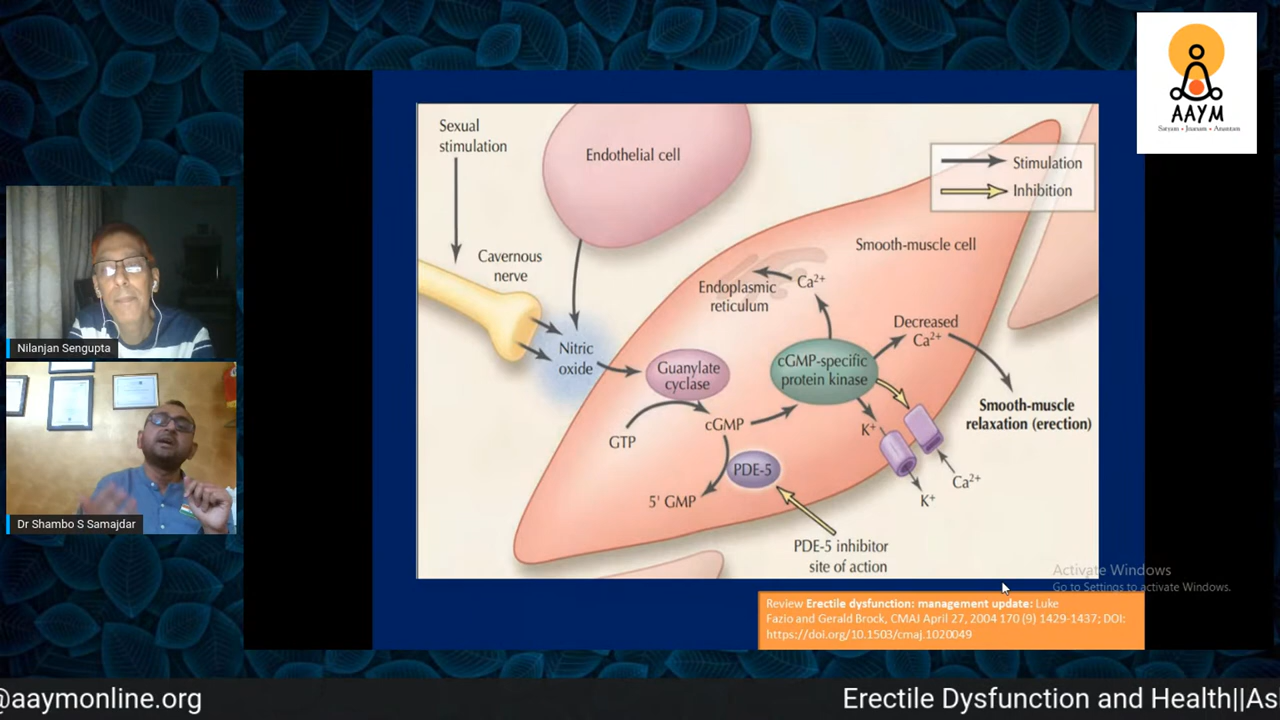 AAYM
Satyam • Jnanam • Anantam
Nilanjan Sengupta
Dr Shambo S Samajdar
Sexual
stimulation
Endothelial cell
Stimulation
Inhibition
Cavernous
nerve
Smooth-muscle cell
Endoplasmic
reticulum
Ca²⁺
Nitric
oxide
Guanylate
cyclase
cGMP-specific
protein kinase
Decreased
Ca²⁺
Smooth-muscle
relaxation (erection)
GTP
cGMP
K⁺
PDE-5
5' GMP
Ca²⁺
K⁺
PDE-5 inhibitor
site of action
Activate Windows
Go to Settings to activate Windows.
Review Erectile dysfunction: management update: Luke
Fazio and Gerald Brock, CMAJ April 27, 2004 170 (9) 1429-1437; DOI:
https://doi.org/10.1503/cmaj.1020049
@aaymonline.org
Erectile Dysfunction and Health||As